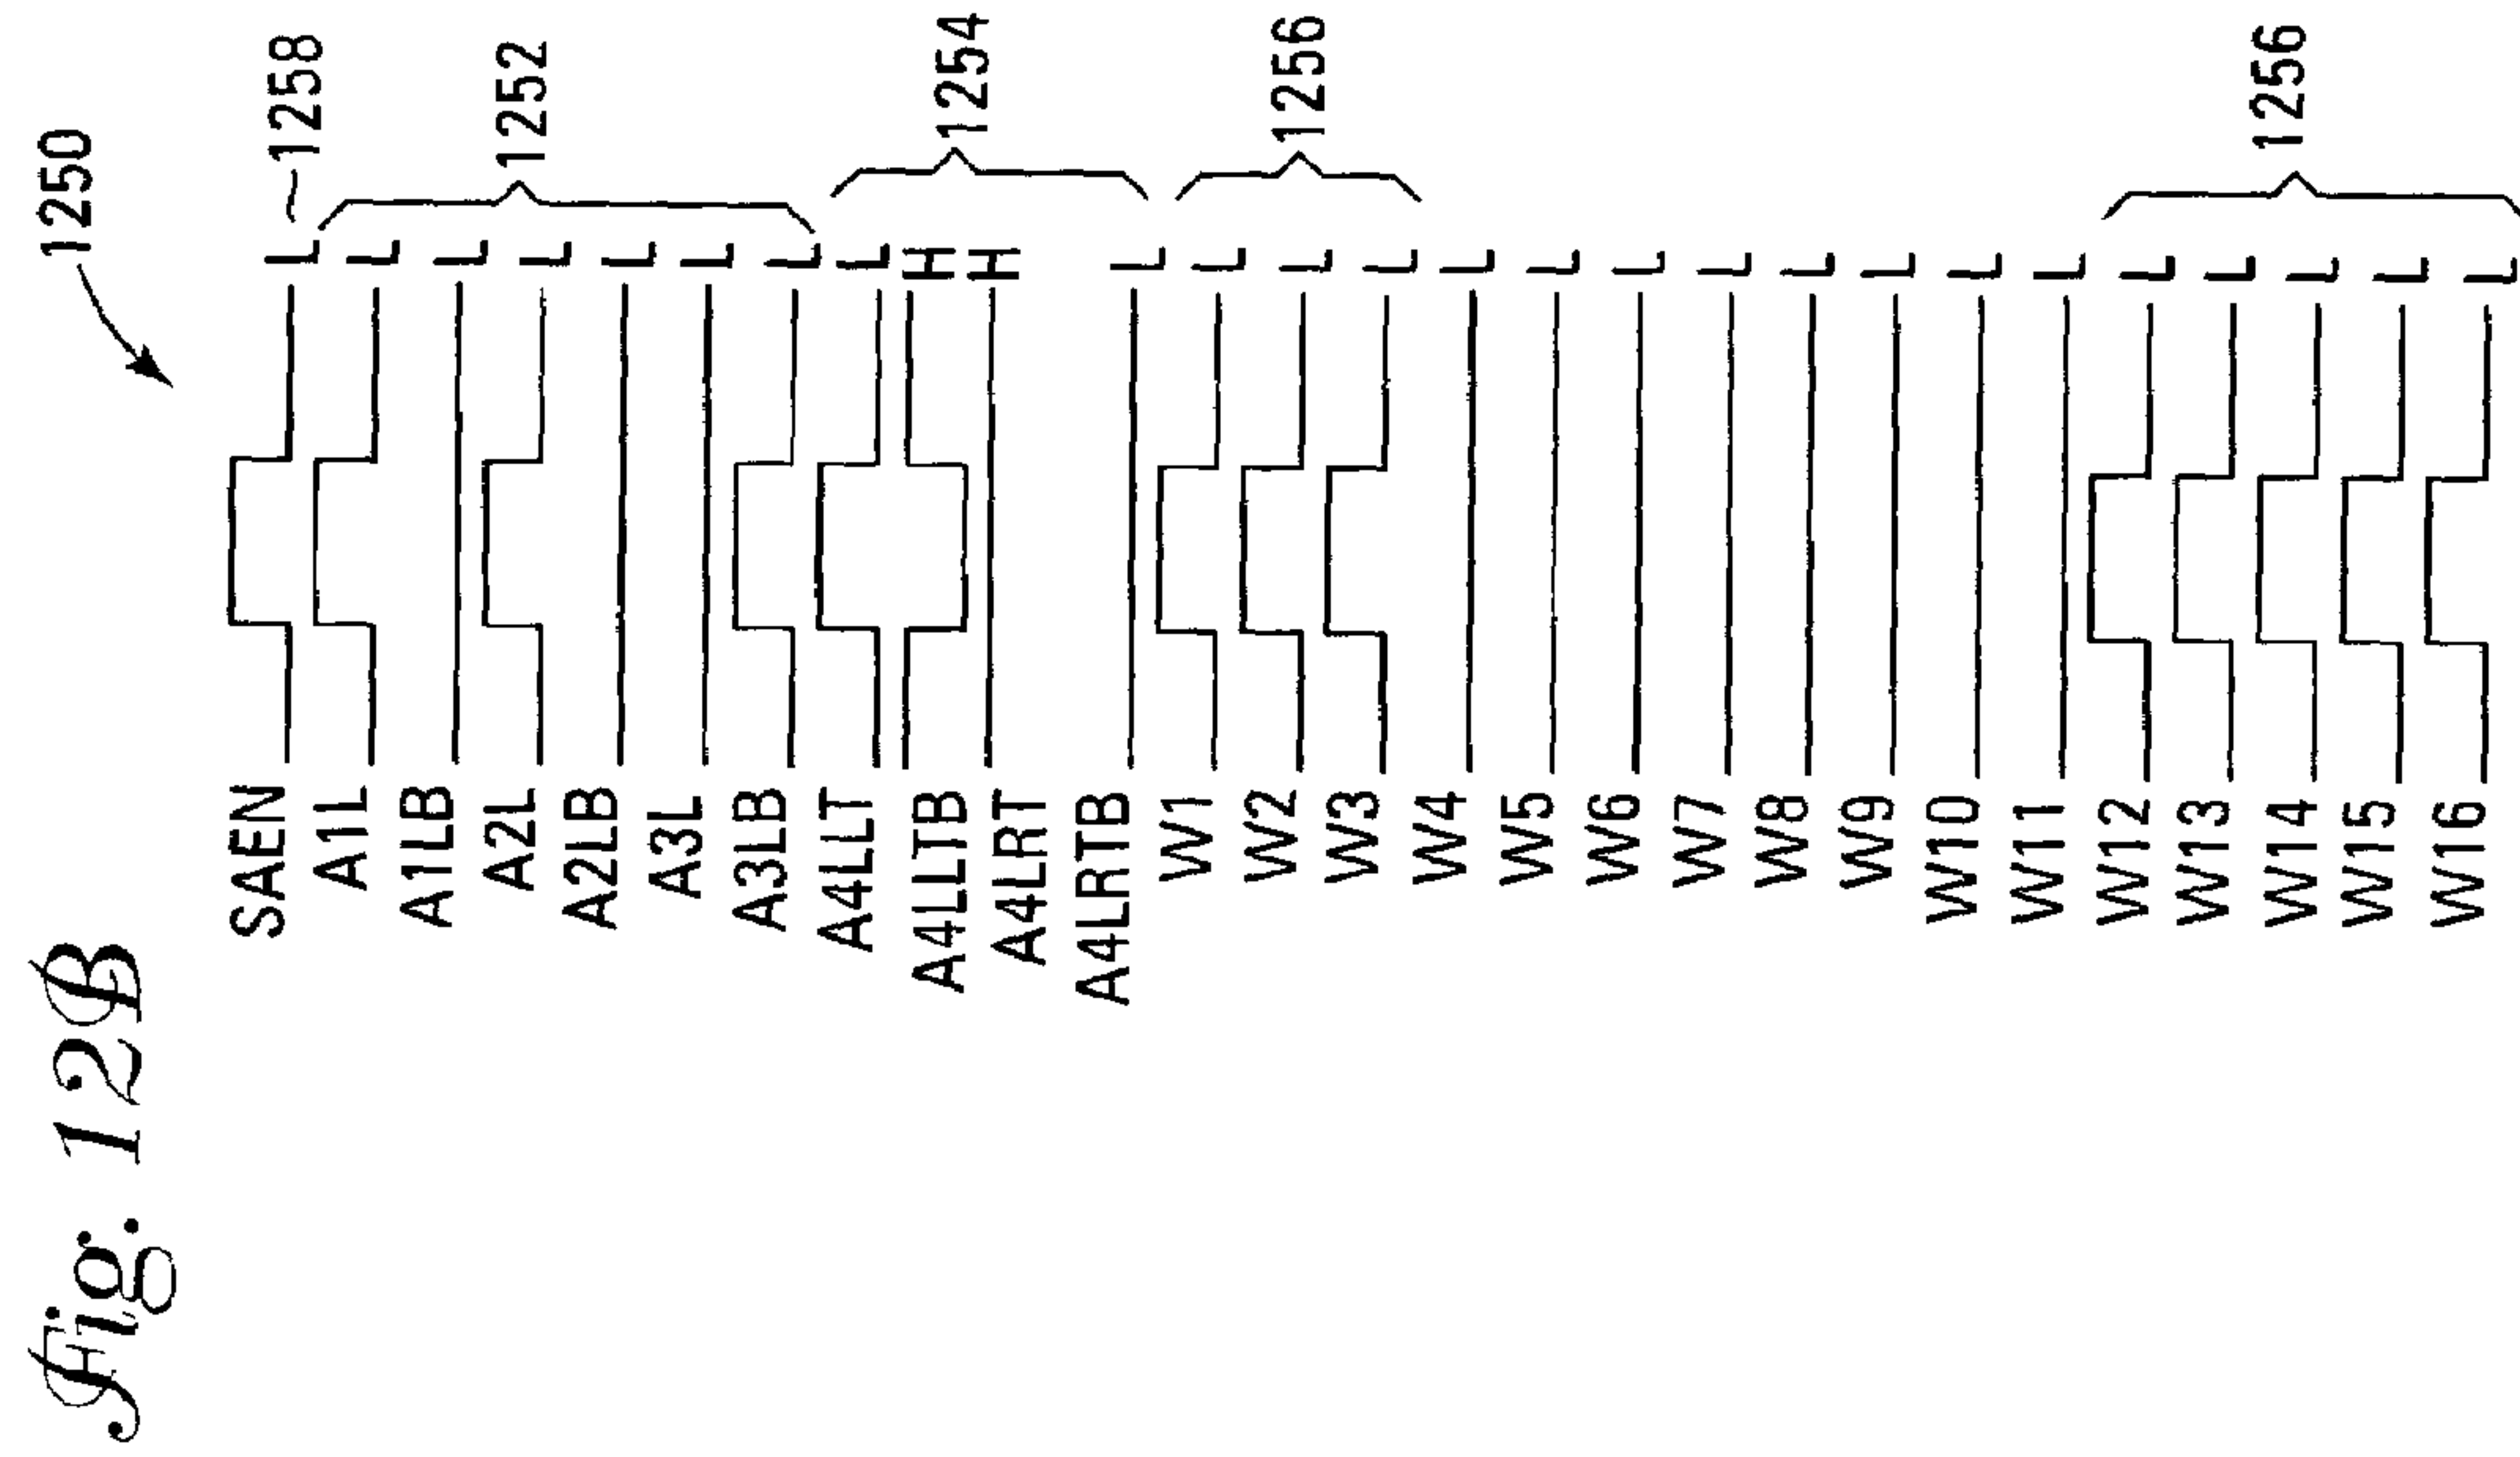 Fig. 12B
1250
SAEN L 1258
A1L L
A1LB L
A2L L 1252
A2LB L
A3L L
A3LB L
A4LLT L
A4LLTB H 1254
A4LRT H
A4LRTB L
W1 L
W2 L 1256
W3 L
W4 L
W5 L
W6 L
W7 L
W8 L
W9 L
W10 L
W11 L
W12 L
W13 L
W14 L 1256
W15 L
W16 L